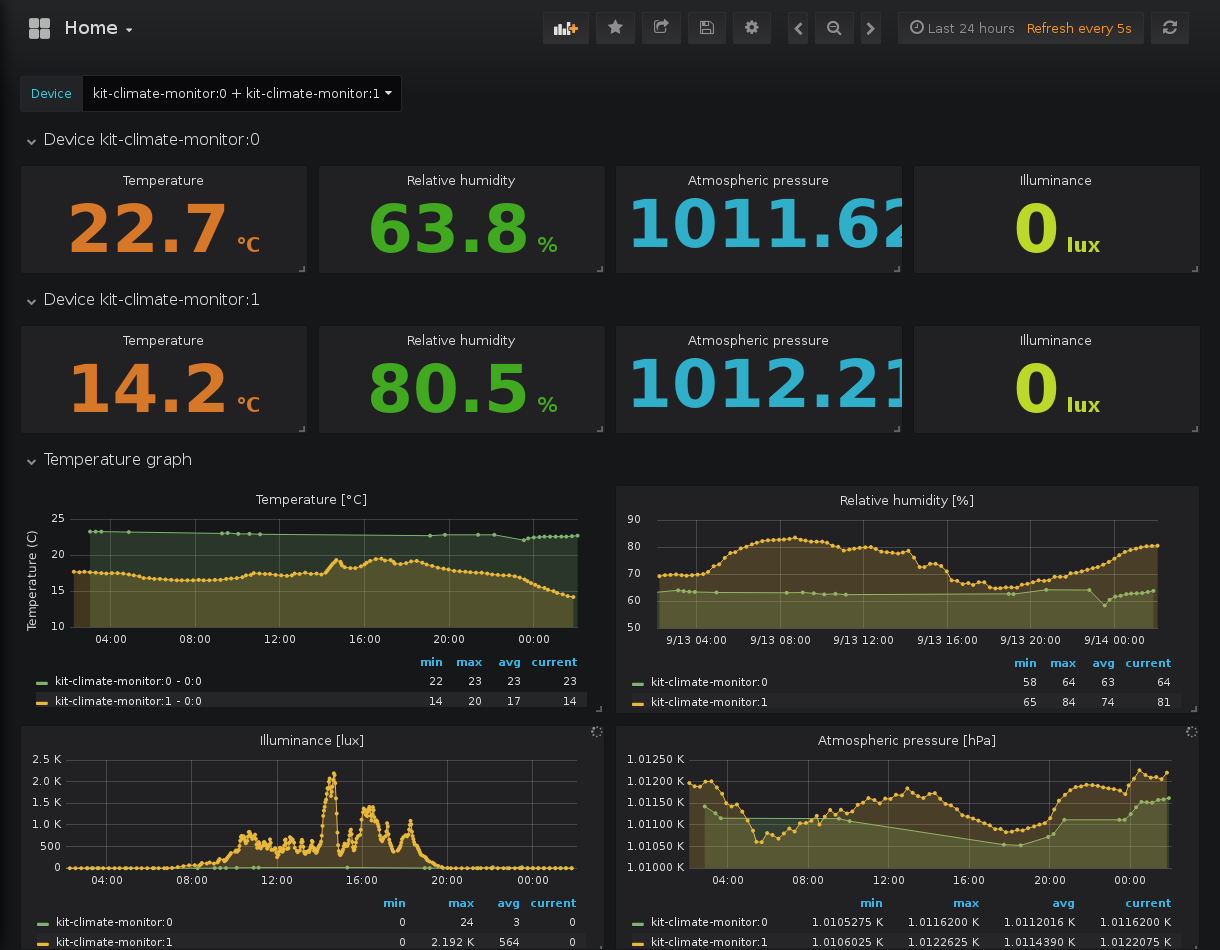 Home
Last 24 hours Refresh every 5s
Device kit-climate-monitor:0 + kit-climate-monitor:1
Device kit-climate-monitor:0
Temperature Relative humidity Atmospheric pressure Illuminance
22.7 °C 63.8 % 1011.62 0 lux
Device kit-climate-monitor:1
Temperature Relative humidity Atmospheric pressure Illuminance
14.2 °C 80.5 % 1012.21 0 lux
Temperature graph
Temperature [°C]
Temperature (C)
25
20
15
10
04:00 08:00 12:00 16:00 20:00 00:00
min max avg current
kit-climate-monitor:0 - 0:0 22 23 23 23
kit-climate-monitor:1 - 0:0 14 20 17 14
Relative humidity [%]
90
80
70
60
50
9/13 04:00 9/13 08:00 9/13 12:00 9/13 16:00 9/13 20:00 9/14 00:00
min max avg current
kit-climate-monitor:0 58 64 63 64
kit-climate-monitor:1 65 84 74 81
Illuminance [lux]
2.5 K
2.0 K
1.5 K
1.0 K
500
0
04:00 08:00 12:00 16:00 20:00 00:00
min max avg current
kit-climate-monitor:0 0 24 3 0
kit-climate-monitor:1 0 2.192 K 564 0
Atmospheric pressure [hPa]
1.01250 K
1.01200 K
1.01150 K
1.01100 K
1.01050 K
1.01000 K
04:00 08:00 12:00 16:00 20:00 00:00
min max avg current
kit-climate-monitor:0 1.0105275 K 1.0116200 K 1.0112016 K 1.0116200 K
kit-climate-monitor:1 1.0106025 K 1.0122625 K 1.0114390 K 1.0122075 K